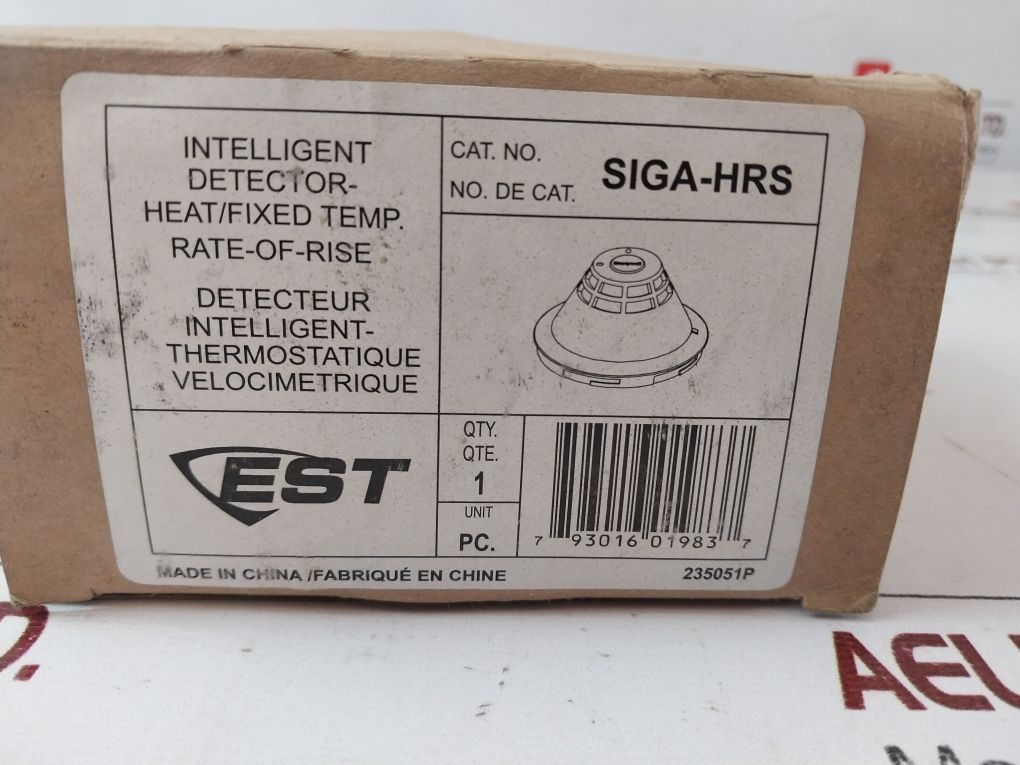 INTELLIGENT
DETECTOR-
HEAT/FIXED TEMP.
RATE-OF-RISE
DETECTEUR
INTELLIGENT-
THERMOSTATIQUE
VELOCIMETRIQUE
CAT. NO.
NO. DE CAT.
SIGA-HRS
EST
QTY.
QTE.
1
UNIT
PC.
7 93016 01983 7
MADE IN CHINA /FABRIQUÉ EN CHINE
235051P
D.
AEU